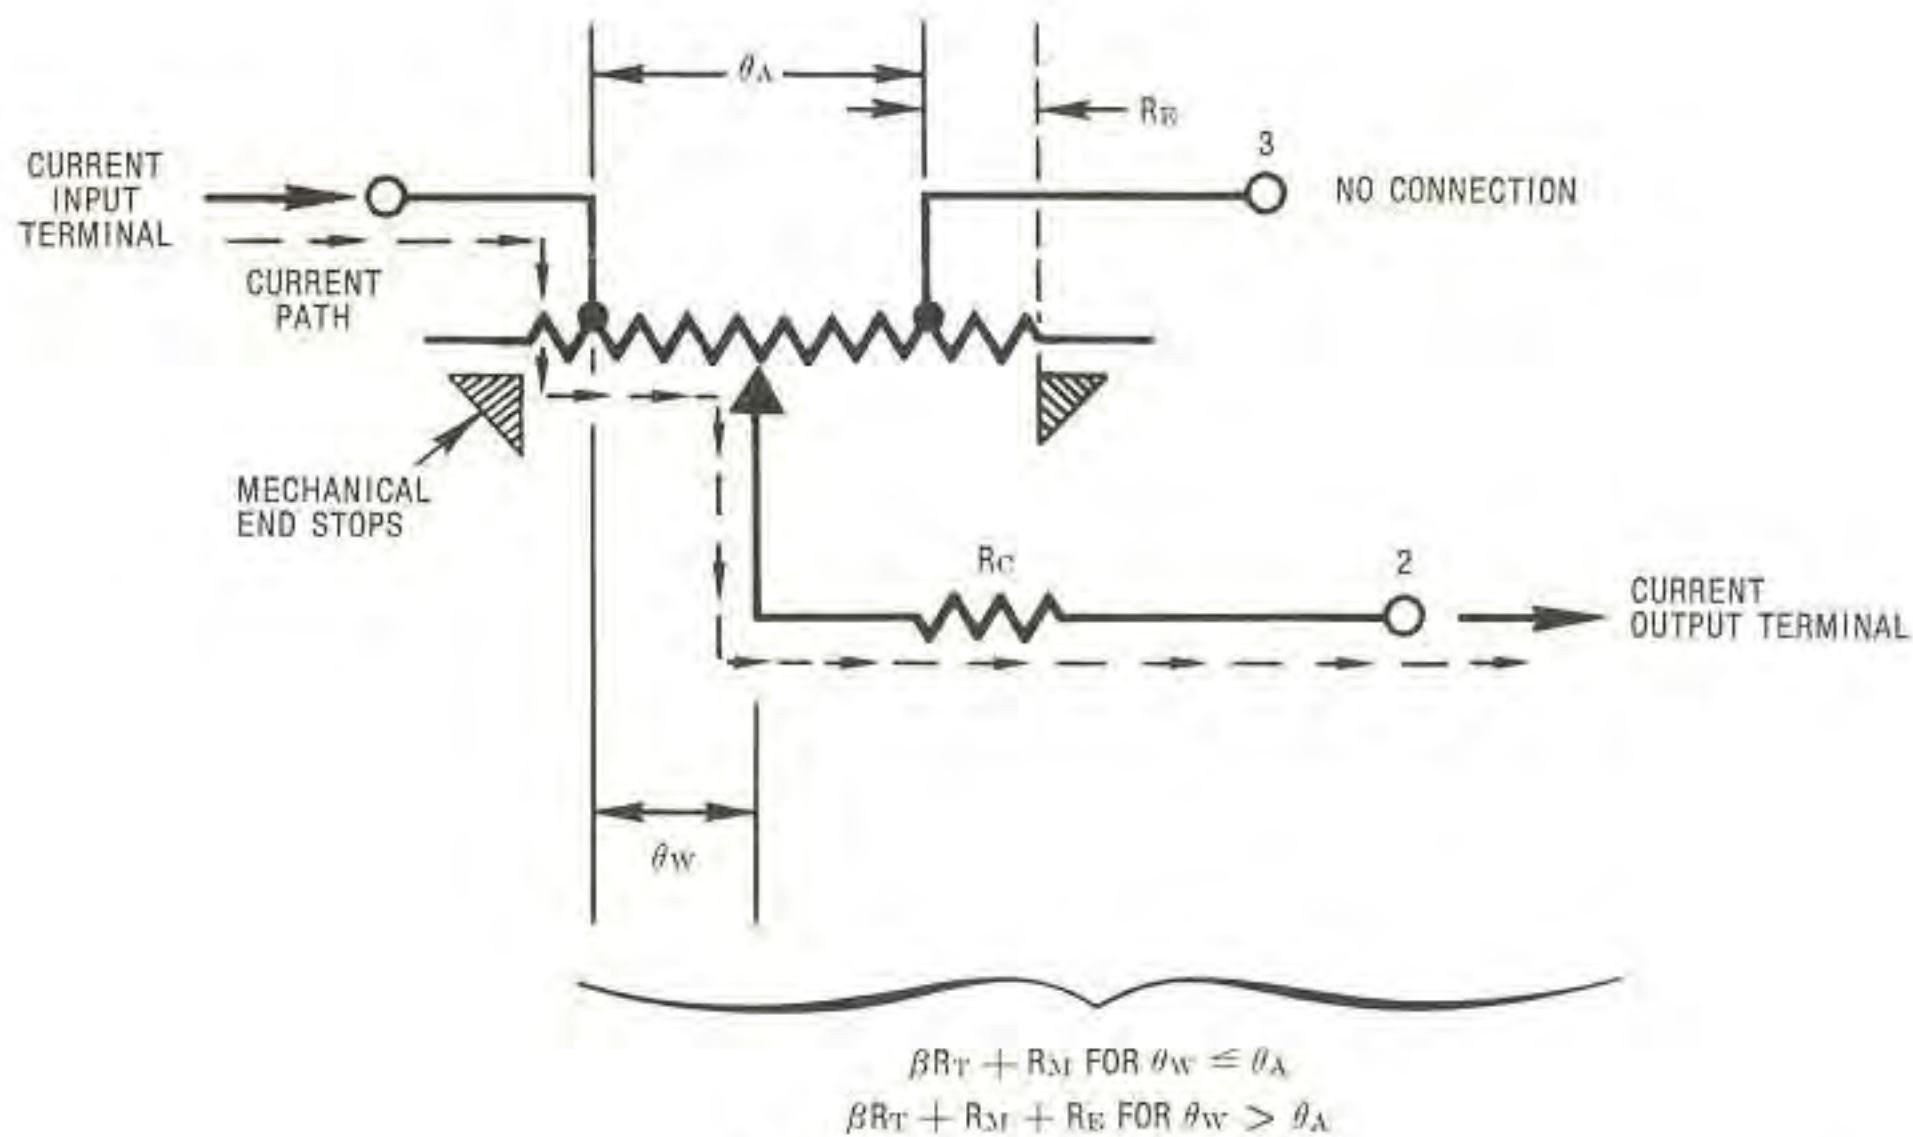 θA
RE
3
CURRENT
INPUT
TERMINAL
NO CONNECTION
CURRENT
PATH
MECHANICAL
END STOPS
RC
2
CURRENT
OUTPUT TERMINAL
θW
βRT + RM FOR θW ≦ θA
βRT + RM + RE FOR θW > θA